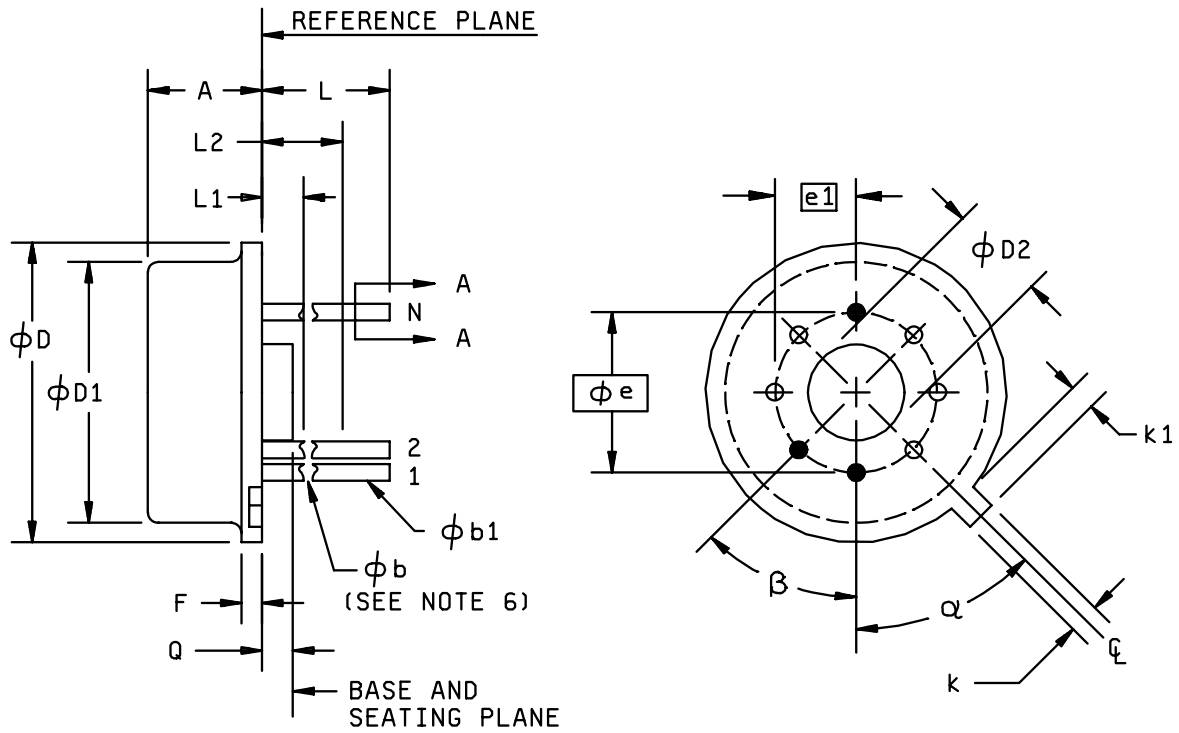 REFERENCE PLANE
A
L
L2
L1
e1
ϕD2
A
N
A
ϕD
ϕD1
ϕe
2
1
k1
ϕb1
ϕb
(SEE NOTE 6)
F
β
α
Q
℄
k
BASE AND
SEATING PLANE